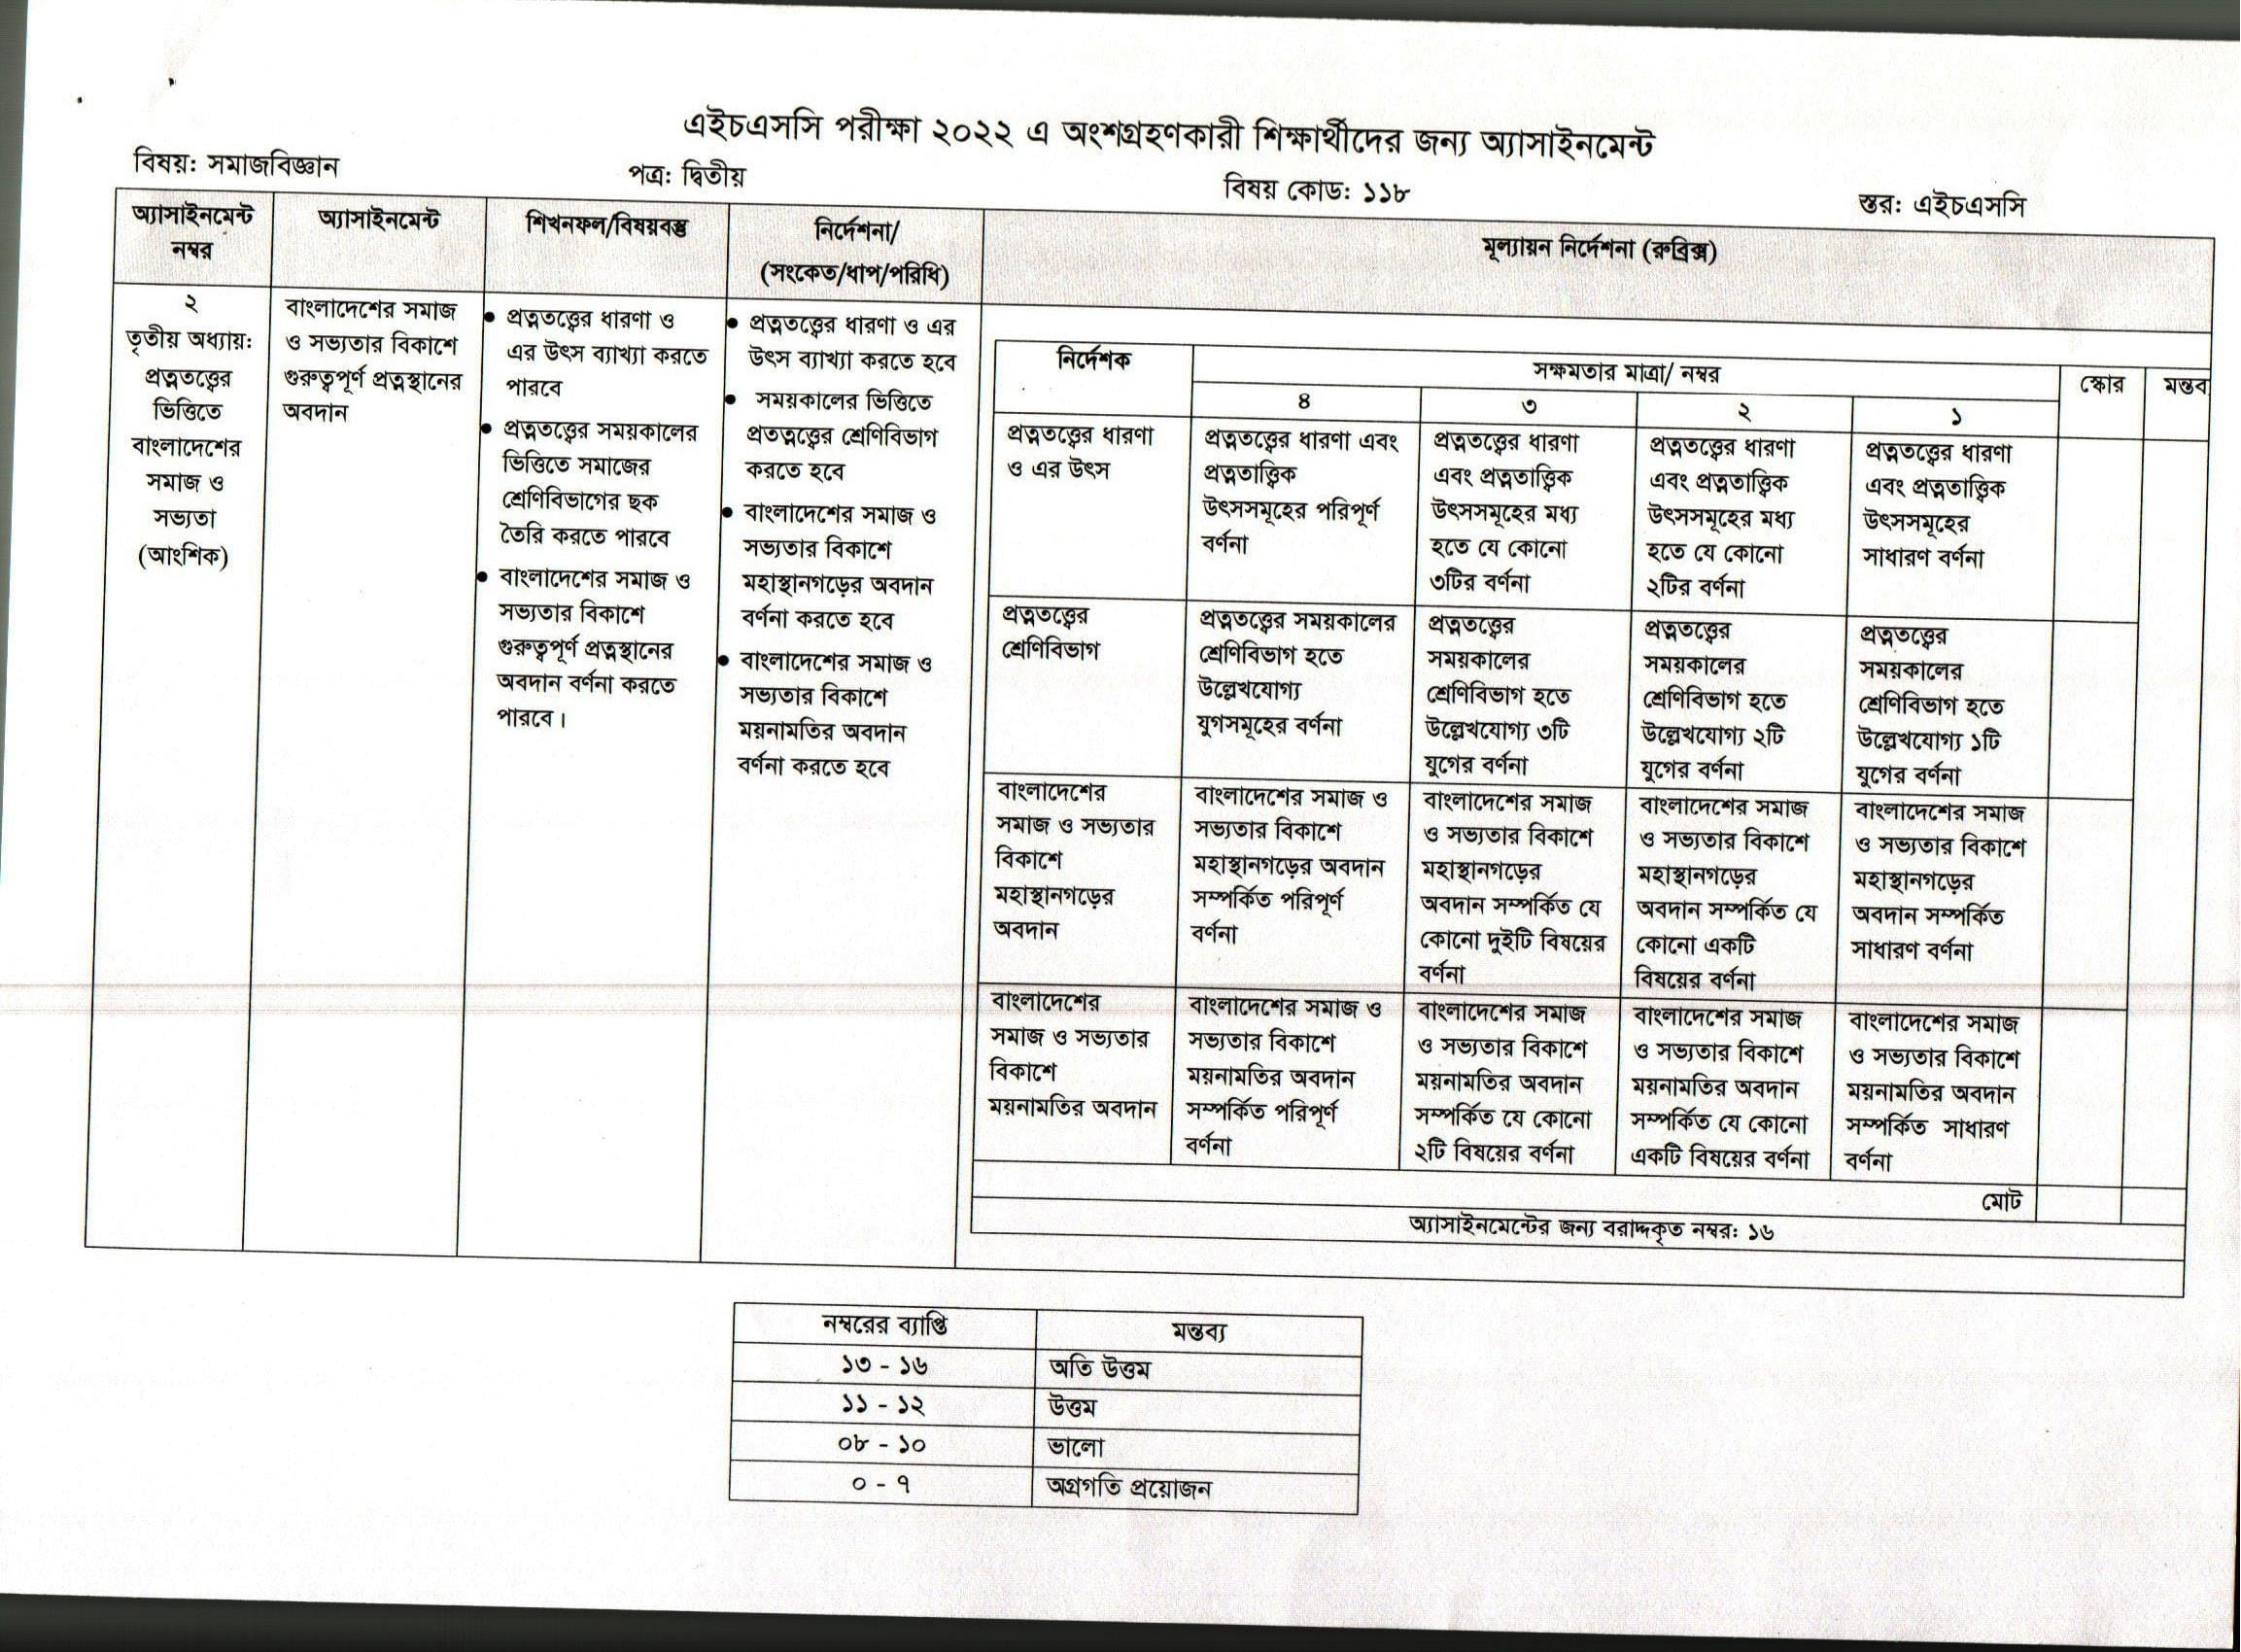 এইচএসসি পরীক্ষা ২০২২ এ অংশগ্রহণকারী শিক্ষার্থীদের জন্য অ্যাসাইনমেন্ট
বিষয়: সমাজবিজ্ঞান
পত্র: দ্বিতীয়
বিষয় কোড: ১১৮
স্তর: এইচএসসি
অ্যাসাইনমেন্ট
নম্বর
অ্যাসাইনমেন্ট
শিখনফল/বিষয়বস্তু
নির্দেশনা/
(সংকেত/ধাপ/পরিধি)
মূল্যায়ন নির্দেশনা (রুব্রিক্স)
২
তৃতীয় অধ্যায়:
প্রত্নতত্ত্বের
ভিত্তিতে
বাংলাদেশের
সমাজ ও
সভ্যতা
(আংশিক)
বাংলাদেশের সমাজ
ও সভ্যতার বিকাশে
গুরুত্বপূর্ণ প্রত্নস্থানের
অবদান
• প্রত্নতত্ত্বের ধারণা ও
এর উৎস ব্যাখ্যা করতে
পারবে
• প্রত্নতত্ত্বের সময়কালের
ভিত্তিতে সমাজের
শ্রেণিবিভাগের ছক
তৈরি করতে পারবে
• বাংলাদেশের সমাজ ও
সভ্যতার বিকাশে
গুরুত্বপূর্ণ প্রত্নস্থানের
অবদান বর্ণনা করতে
পারবে।
• প্রত্নতত্ত্বের ধারণা ও এর
উৎস ব্যাখ্যা করতে হবে
• সময়কালের ভিত্তিতে
প্রতত্নত্ত্বের শ্রেণিবিভাগ
করতে হবে
• বাংলাদেশের সমাজ ও
সভ্যতার বিকাশে
মহাস্থানগড়ের অবদান
বর্ণনা করতে হবে
• বাংলাদেশের সমাজ ও
সভ্যতার বিকাশে
ময়নামতির অবদান
বর্ণনা করতে হবে
নির্দেশক
সক্ষমতার মাত্রা/ নম্বর
স্কোর
মন্তব
৪
৩
২
১
প্রত্নতত্ত্বের ধারণা
ও এর উৎস
প্রত্নতত্ত্বের ধারণা এবং
প্রত্নতাত্ত্বিক
উৎসসমূহের পরিপূর্ণ
বর্ণনা
প্রত্নতত্ত্বের ধারণা
এবং প্রত্নতাত্ত্বিক
উৎসসমূহের মধ্য
হতে যে কোনো
৩টির বর্ণনা
প্রত্নতত্ত্বের ধারণা
এবং প্রত্নতাত্ত্বিক
উৎসসমূহের মধ্য
হতে যে কোনো
২টির বর্ণনা
প্রত্নতত্ত্বের ধারণা
এবং প্রত্নতাত্ত্বিক
উৎসসমূহের
সাধারণ বর্ণনা
প্রত্নতত্ত্বের
শ্রেণিবিভাগ
প্রত্নতত্ত্বের সময়কালের
শ্রেণিবিভাগ হতে
উল্লেখযোগ্য
যুগসমূহের বর্ণনা
প্রত্নতত্ত্বের
সময়কালের
শ্রেণিবিভাগ হতে
উল্লেখযোগ্য ৩টি
যুগের বর্ণনা
প্রত্নতত্ত্বের
সময়কালের
শ্রেণিবিভাগ হতে
উল্লেখযোগ্য ২টি
যুগের বর্ণনা
প্রত্নতত্ত্বের
সময়কালের
শ্রেণিবিভাগ হতে
উল্লেখযোগ্য ১টি
যুগের বর্ণনা
বাংলাদেশের
সমাজ ও সভ্যতার
বিকাশে
মহাস্থানগড়ের
অবদান
বাংলাদেশের সমাজ ও
সভ্যতার বিকাশে
মহাস্থানগড়ের অবদান
সম্পর্কিত পরিপূর্ণ
বর্ণনা
বাংলাদেশের সমাজ
ও সভ্যতার বিকাশে
মহাস্থানগড়ের
অবদান সম্পর্কিত যে
কোনো দুইটি বিষয়ের
বর্ণনা
বাংলাদেশের সমাজ
ও সভ্যতার বিকাশে
মহাস্থানগড়ের
অবদান সম্পর্কিত যে
কোনো একটি
বিষয়ের বর্ণনা
বাংলাদেশের সমাজ
ও সভ্যতার বিকাশে
মহাস্থানগড়ের
অবদান সম্পর্কিত
সাধারণ বর্ণনা
বাংলাদেশের
সমাজ ও সভ্যতার
বিকাশে
ময়নামতির অবদান
বাংলাদেশের সমাজ ও
সভ্যতার বিকাশে
ময়নামতির অবদান
সম্পর্কিত পরিপূর্ণ
বর্ণনা
বাংলাদেশের সমাজ
ও সভ্যতার বিকাশে
ময়নামতির অবদান
সম্পর্কিত যে কোনো
২টি বিষয়ের বর্ণনা
বাংলাদেশের সমাজ
ও সভ্যতার বিকাশে
ময়নামতির অবদান
সম্পর্কিত যে কোনো
একটি বিষয়ের বর্ণনা
বাংলাদেশের সমাজ
ও সভ্যতার বিকাশে
ময়নামতির অবদান
সম্পর্কিত সাধারণ
বর্ণনা
মোট
অ্যাসাইনমেন্টের জন্য বরাদ্দকৃত নম্বর: ১৬
নম্বরের ব্যাপ্তি
মন্তব্য
১৩ - ১৬
অতি উত্তম
১১ - ১২
উত্তম
০৮ - ১০
ভালো
০ - ৭
অগ্রগতি প্রয়োজন